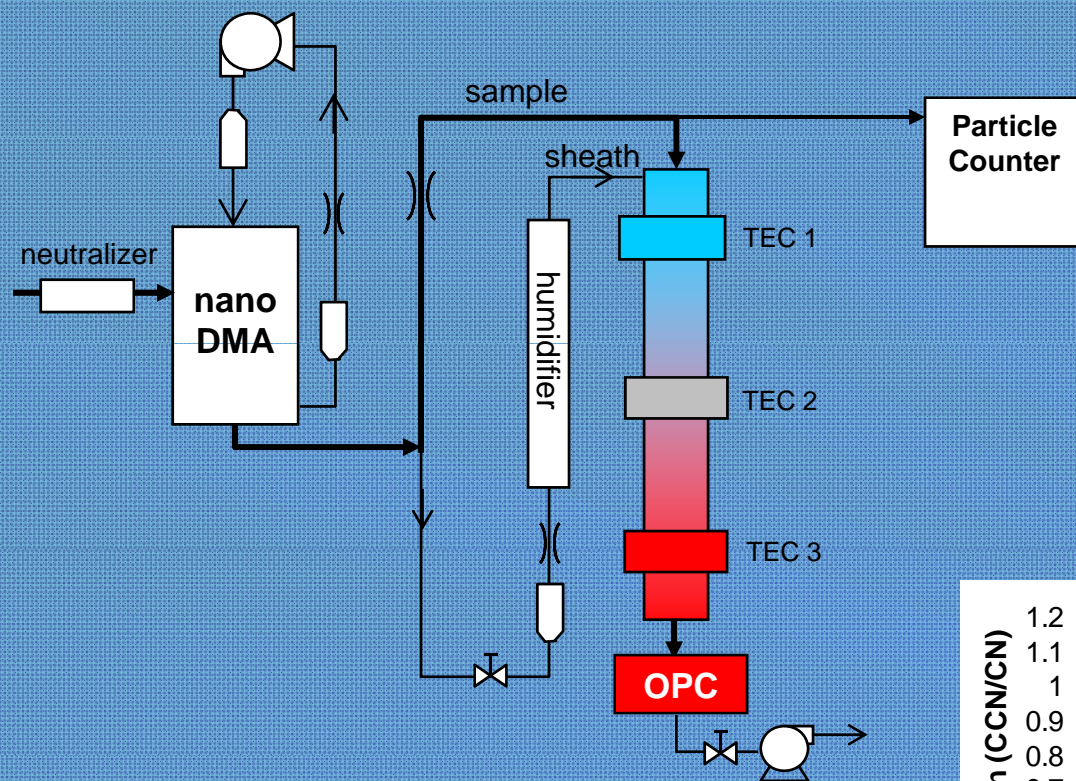 sample
Particle
Counter
sheath
neutralizer
TEC 1
nano
DMA
humidifier
TEC 2
TEC 3
OPC
1.2
1.1
1
0.9
0.8
(CCN/CN)